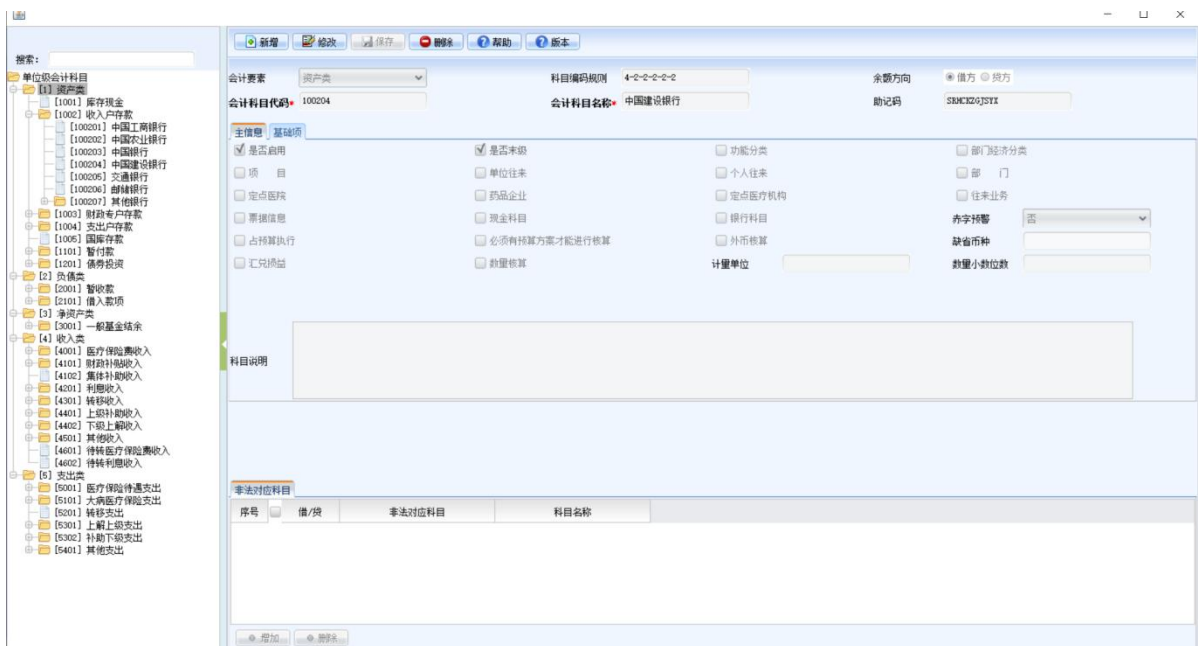 新增 修改 保存 删除 帮助 版本
搜索:
单位级会计科目
[1] 资产类
[1001] 库存现金
[1002] 收入户存款
[100201] 中国工商银行
[100202] 中国农业银行
[100203] 中国银行
[100204] 中国建设银行
[100205] 交通银行
[100206] 邮储银行
[100207] 其他银行
[1003] 财政专户存款
[1004] 支出户存款
[1005] 国库存款
[1101] 暂付款
[1201] 债券投资
[2] 负债类
[2001] 暂收款
[2101] 借入款项
[3] 净资产类
[3001] 一般基金结余
[4] 收入类
[4001] 医疗保险费收入
[4101] 财政补贴收入
[4102] 集体补助收入
[4201] 利息收入
[4301] 转移收入
[4401] 上级补助收入
[4402] 下级上解收入
[4501] 其他收入
[4601] 待转医疗保险费收入
[4602] 待转利息收入
[5] 支出类
[5001] 医疗保险待遇支出
[5101] 大病医疗保险支出
[5201] 转移支出
[5301] 上解上级支出
[5302] 补助下级支出
[5401] 其他支出
会计要素 资产类 科目编码规则 4-2-2-2-2-2 余额方向 借方 贷方
会计科目代码* 100204 会计科目名称* 中国建设银行 助记码 SRHCKZGJSYX
主信息 基础项
是否启用 是否末级 功能分类 部门经济分类
项 目 单位往来 个人往来 部 门
定点医院 药品企业 定点医疗机构 往来业务
票据信息 现金科目 银行科目 赤字预警 否
占预算执行 必须有预算方案才能进行核算 外币核算 缺省币种
汇兑损益 数量核算 计量单位 数量小数位数
科目说明
非法对应科目
序号 借/贷 非法对应科目 科目名称
增加 删除